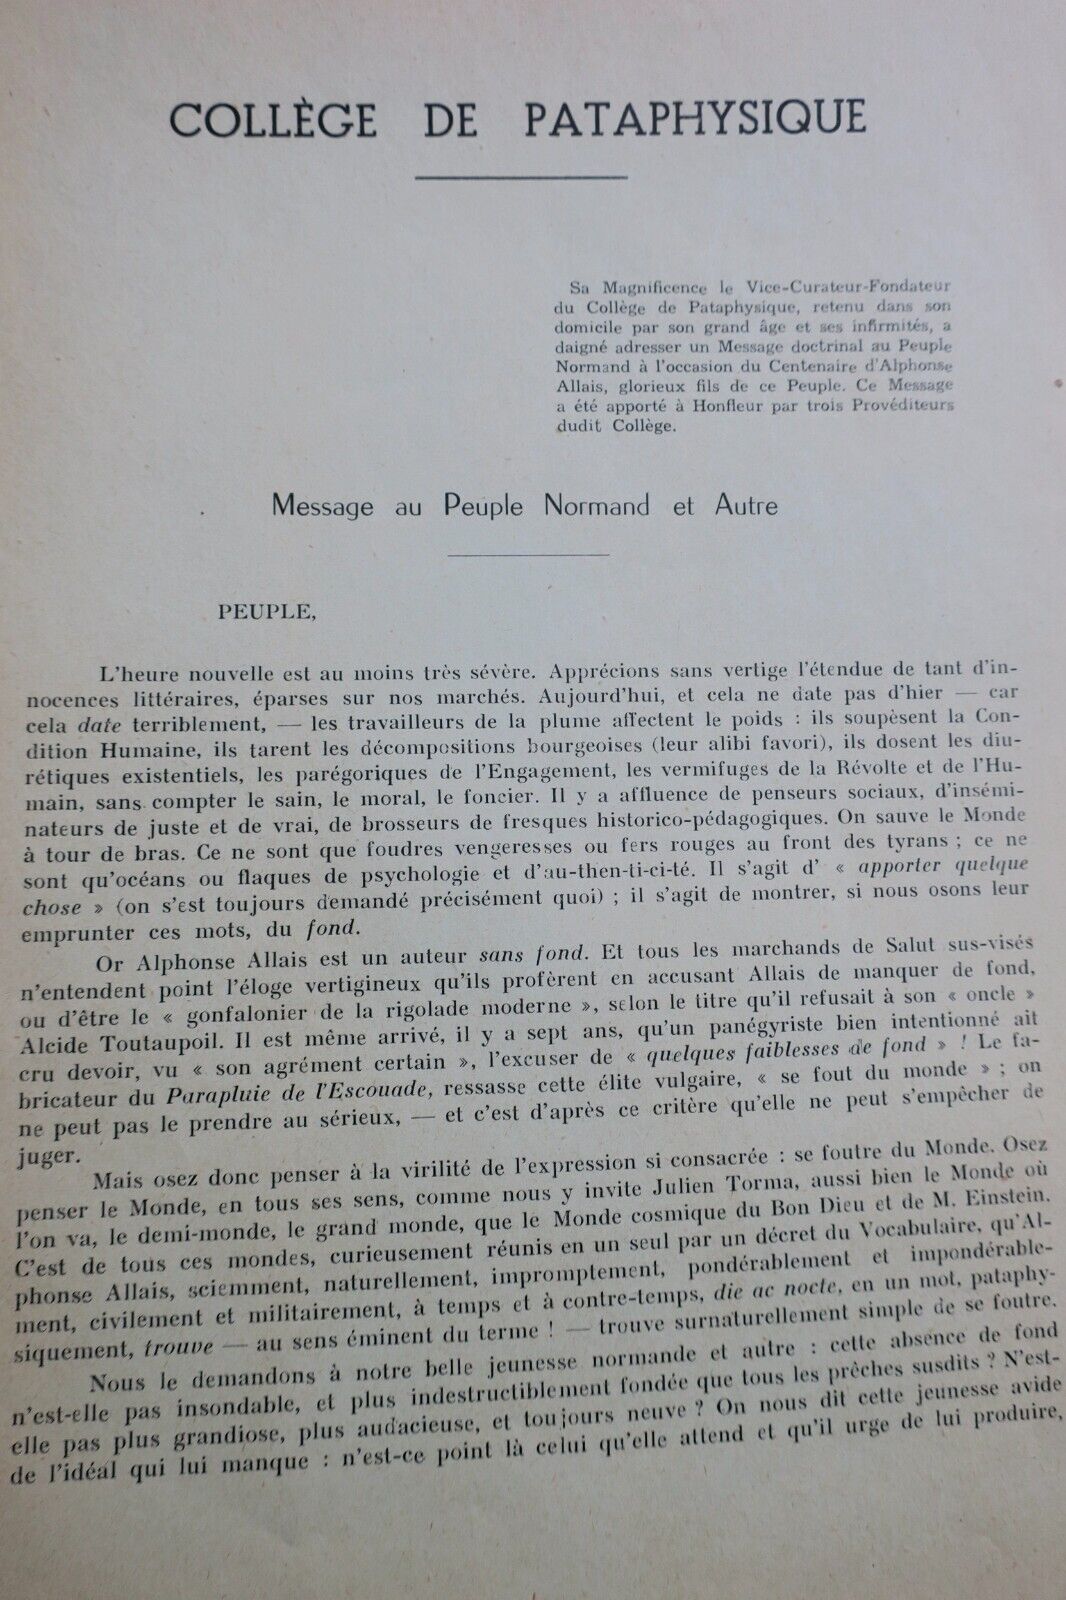 COLLÈGE DE PATAPHYSIQUE
Sa Magnificence le Vice-Curateur-Fondateur
du Collège de Pataphysique, retenu dans son
domicile par son grand âge et ses infirmités, a
daigné adresser un Message doctrinal au Peuple
Normand à l'occasion du Centenaire d'Alphonse
Allais, glorieux fils de ce Peuple. Ce Message
a été apporté à Honfleur par trois Provéditeurs
dudit Collège.
Message au Peuple Normand et Autre
PEUPLE,
L'heure nouvelle est au moins très sévère. Apprécions sans vertige l'étendue de tant d'in-
nocences littéraires, éparses sur nos marchés. Aujourd'hui, et cela ne date pas d'hier — car
cela date terriblement, — les travailleurs de la plume affectent le poids : ils soupèsent la Con-
dition Humaine, ils tarent les décompositions bourgeoises (leur alibi favori), ils dosent les diu-
rétiques existentiels, les parégoriques de l'Engagement, les vermifuges de la Révolte et de l'Hu-
main, sans compter le sain, le moral, le foncier. Il y a affluence de penseurs sociaux, d'insémi-
nateurs de juste et de vrai, de brosseurs de fresques historico-pédagogiques. On sauve le Monde
à tour de bras. Ce ne sont que foudres vengeresses ou fers rouges au front des tyrans ; ce ne
sont qu'océans ou flaques de psychologie et d'au-then-ti-ci-té. Il s'agit d' « apporter quelque
chose » (on s'est toujours demandé précisément quoi) ; il s'agit de montrer, si nous osons leur
emprunter ces mots, du fond.
Or Alphonse Allais est un auteur sans fond. Et tous les marchands de Salut sus-visés
n'entendent point l'éloge vertigineux qu'ils profèrent en accusant Allais de manquer de fond,
ou d'être le « gonfalonier de la rigolade moderne », selon le titre qu'il refusait à son « oncle »
Alcide Toutaupoil. Il est même arrivé, il y a sept ans, qu'un panégyriste bien intentionné ait
cru devoir, vu « son agrément certain », l'excuser de « quelques faiblesses de fond » ! Le fa-
bricateur du Parapluie de l'Escouade, ressasse cette élite vulgaire, « se fout du monde » ; on
ne peut pas le prendre au sérieux, — et c'est d'après ce critère qu'elle ne peut s'empêcher de
juger.
Mais osez donc penser à la virilité de l'expression si consacrée : se foutre du Monde. Osez
penser le Monde, en tous ses sens, comme nous y invite Julien Torma, aussi bien le Monde où
l'on va, le demi-monde, le grand monde, que le Monde cosmique du Bon Dieu et de M. Einstein.
C'est de tous ces mondes, curieusement réunis en un seul par un décret du Vocabulaire, qu'Al-
phonse Allais, sciemment, naturellement, impromptement, pondérablement et impondérable-
ment, civilement et militairement, à temps et à contre-temps, die ac nocte, en un mot, pataphy-
siquement, trouve — au sens éminent du terme ! — trouve surnaturellement simple de se foutre.
Nous le demandons à notre belle jeunesse normande et autre : cette absence de fond
n'est-elle pas insondable, et plus indestructiblement fondée que tous les prêches susdits ? N'est-
elle pas plus grandiose, plus audacieuse, et toujours neuve ? On nous dit cette jeunesse avide
de l'idéal qui lui manque : n'est-ce point là celui qu'elle attend et qu'il urge de lui produire,